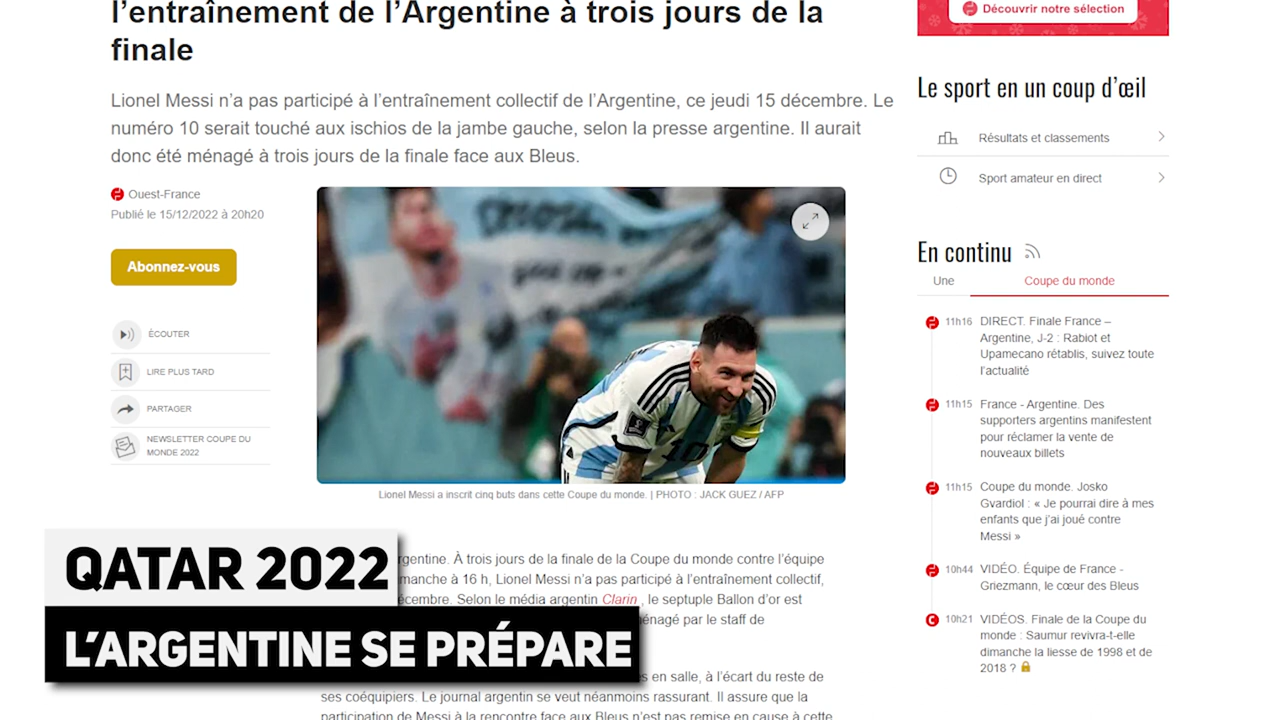 l’entraînement de l’Argentine à trois jours de la
finale
Lionel Messi n’a pas participé à l’entraînement collectif de l’Argentine, ce jeudi 15 décembre. Le
numéro 10 serait touché aux ischios de la jambe gauche, selon la presse argentine. Il aurait
donc été ménagé à trois jours de la finale face aux Bleus.
Ouest-France
Publié le 15/12/2022 à 20h20
Abonnez-vous
ÉCOUTER
LIRE PLUS TARD
PARTAGER
NEWSLETTER COUPE DU
MONDE 2022
10
Lionel Messi a inscrit cinq buts dans cette Coupe du monde. | PHOTO : JACK GUEZ / AFP
rgentine. À trois jours de la finale de la Coupe du monde contre l’équipe
manche à 16 h, Lionel Messi n’a pas participé à l’entraînement collectif,
écembre. Selon le média argentin Clarin , le septuple Ballon d’or est
énagé par le staff de
s en salle, à l’écart du reste de
ses coéquipiers. Le journal argentin se veut néanmoins rassurant. Il assure que la
participation de Messi à la rencontre face aux Bleus n’est pas remise en cause à cette
QATAR 2022
L’ARGENTINE SE PRÉPARE
Découvrir notre sélection
Le sport en un coup d’œil
Résultats et classements
Sport amateur en direct
En continu
Une
Coupe du monde
11h16 DIRECT. Finale France –
Argentine, J-2 : Rabiot et
Upamecano rétablis, suivez toute
l’actualité
11h15 France - Argentine. Des
supporters argentins manifestent
pour réclamer la vente de
nouveaux billets
11h15 Coupe du monde. Josko
Gvardiol : « Je pourrai dire à mes
enfants que j’ai joué contre
Messi »
10h44 VIDÉO. Équipe de France -
Griezmann, le cœur des Bleus
10h21 VIDÉOS. Finale de la Coupe du
monde : Saumur revivra-t-elle
dimanche la liesse de 1998 et de
2018 ?